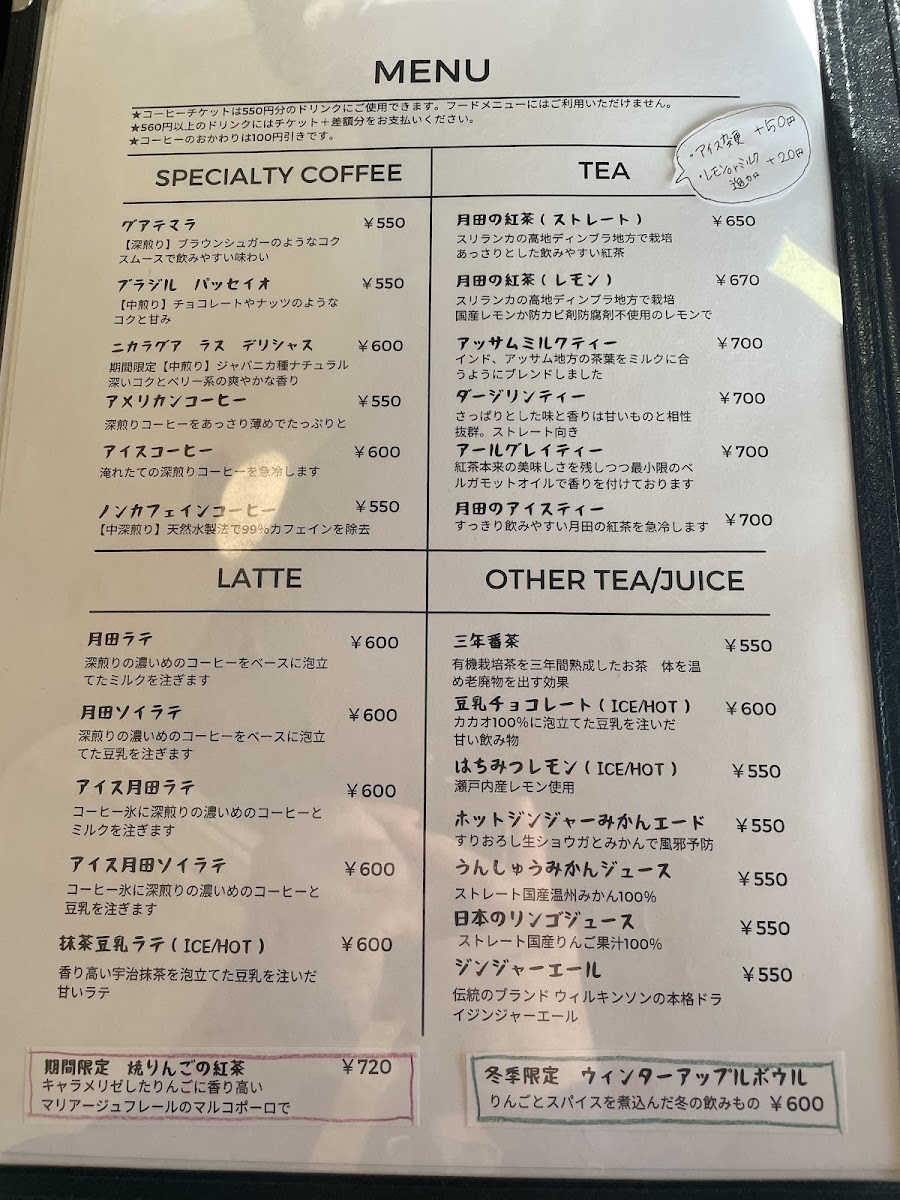 MENU
★コーヒーチケットは550円分のドリンクにご使用できます。フードメニューにはご利用いただけません。
★560円以上のドリンクにはチケット＋差額分をお支払いください。
★コーヒーのおかわりは100円引きです。
SPECIALTY COFFEE
グアテマラ ￥550
【深煎り】ブラウンシュガーのようなコク
スムースで飲みやすい味わい
ブラジル パッセイオ ￥550
【中煎り】チョコレートやナッツのような
コクと甘み
ニカラグア ラス デリシャス ￥600
期間限定【中煎り】ジャバニカ種ナチュラル
深いコクとベリー系の爽やかな香り
アメリカンコーヒー ￥550
深煎りコーヒーをあっさり薄めでたっぷりと
アイスコーヒー ￥600
淹れたての深煎りコーヒーを急冷します
ノンカフェインコーヒー ￥550
【中深煎り】天然水製法で99%カフェインを除去
TEA
・アイス変更 +50円
・レモンorミルク
追加 +20円
月田の紅茶（ストレート） ￥650
スリランカの高地ディンブラ地方で栽培
あっさりとした飲みやすい紅茶
月田の紅茶（レモン） ￥670
スリランカの高地ディンブラ地方で栽培
国産レモンか防カビ剤防腐剤不使用のレモンで
アッサムミルクティー ￥700
インド、アッサム地方の茶葉をミルクに合
うようにブレンドしました
ダージリンティー ￥700
さっぱりとした味と香りは甘いものと相性
抜群。ストレート向き
アールグレイティー ￥700
紅茶本来の美味しさを残しつつ最小限のベ
ルガモットオイルで香りを付けております
月田のアイスティー ￥700
すっきり飲みやすい月田の紅茶を急冷します
LATTE
月田ラテ ￥600
深煎りの濃いめのコーヒーをベースに泡立
てたミルクを注ぎます
月田ソイラテ ￥600
深煎りの濃いめのコーヒーをベースに泡立
てた豆乳を注ぎます
アイス月田ラテ ￥600
コーヒー氷に深煎りの濃いめのコーヒーと
ミルクを注ぎます
アイス月田ソイラテ ￥600
コーヒー氷に深煎りの濃いめのコーヒーと
豆乳を注ぎます
抹茶豆乳ラテ（ICE/HOT） ￥600
香り高い宇治抹茶を泡立てた豆乳を注いだ
甘いラテ
OTHER TEA/JUICE
三年番茶 ￥550
有機栽培茶を三年間熟成したお茶 体を温
め老廃物を出す効果
豆乳チョコレート（ICE/HOT） ￥600
カカオ100%に泡立てた豆乳を注いだ
甘い飲み物
はちみつレモン（ICE/HOT） ￥550
瀬戸内産レモン使用
ホットジンジャーみかんエード ￥550
すりおろし生ショウガとみかんで風邪予防
うんしゅうみかんジュース ￥550
ストレート国産温州みかん100%
日本のリンゴジュース ￥550
ストレート国産りんご果汁100%
ジンジャーエール ￥550
伝統のブランド ウィルキンソンの本格ドラ
イジンジャーエール
期間限定 焼りんごの紅茶 ￥720
キャラメリゼしたりんごに香り高い
マリアージュフレールのマルコポーロで
冬季限定 ウィンターアップルボウル
りんごとスパイスを煮込んだ冬の飲みもの ￥600